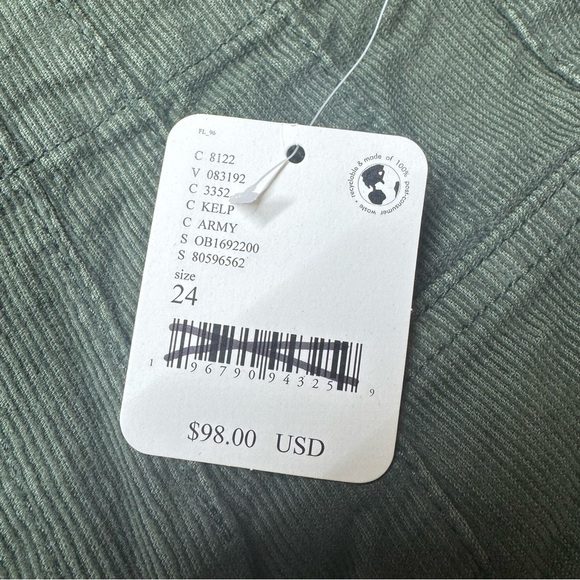 FL_96
C 8122
V 083192
C 3352
C KELP
C ARMY
S OB1692200
S 80596562
size
24
1 96790 94325 9
$98.00 USD
recyclable & made of 100% post-consumer waste •